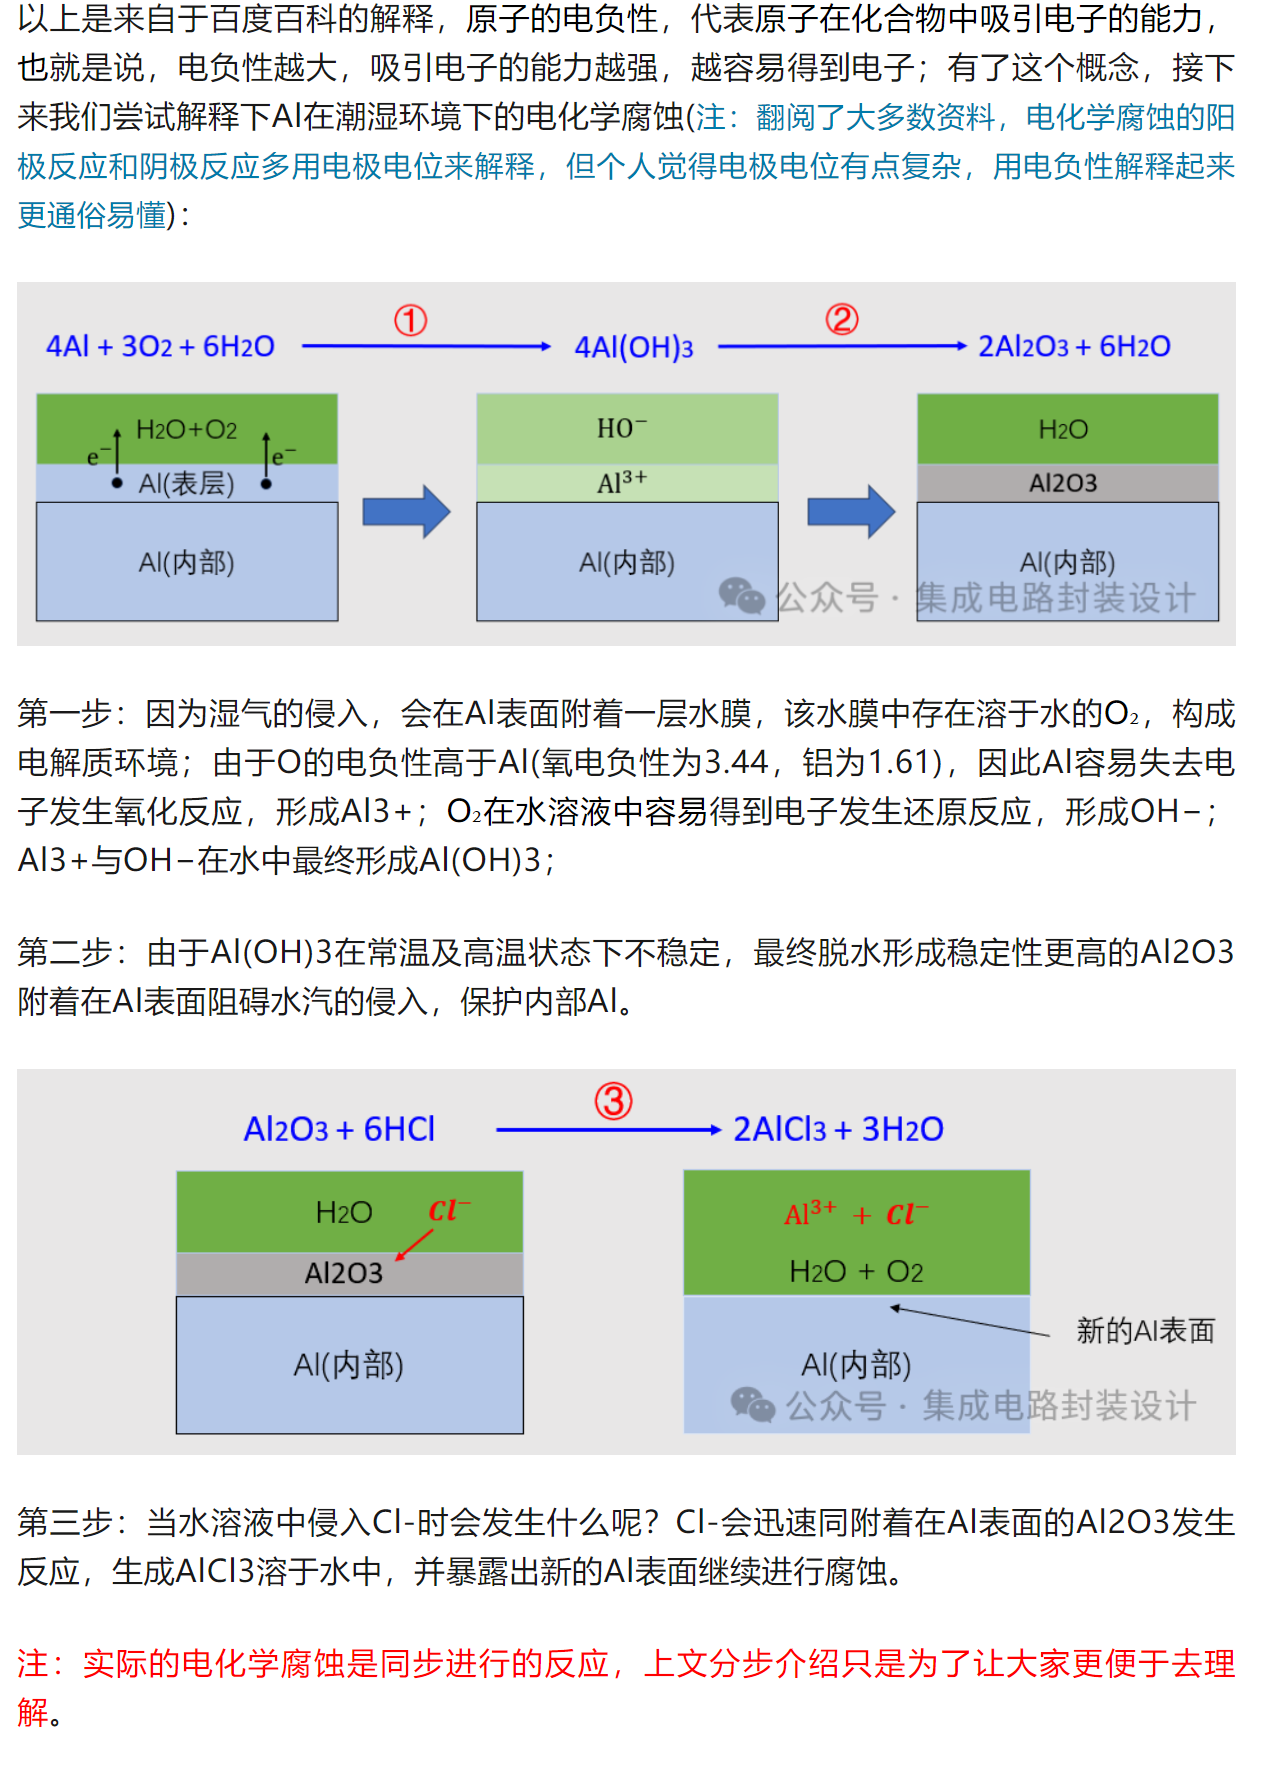 以上是来自于百度百科的解释，原子的电负性，代表原子在化合物中吸引电子的能力，
也就是说，电负性越大，吸引电子的能力越强，越容易得到电子；有了这个概念，接下
来我们尝试解释下Al在潮湿环境下的电化学腐蚀(注：翻阅了大多数资料，电化学腐蚀的阳
极反应和阴极反应多用电极电位来解释，但个人觉得电极电位有点复杂，用电负性解释起来
更通俗易懂)：
① ②
4Al + 3O2 + 6H2O 4Al(OH)3 2Al2O3 + 6H2O
H2O+O2 HO⁻ H2O
e⁻ e⁻
Al(表层) Al³⁺ Al2O3
Al(内部) Al(内部) Al(内部)
公众号 · 集成电路封装设计
第一步：因为湿气的侵入，会在Al表面附着一层水膜，该水膜中存在溶于水的O₂，构成
电解质环境；由于O的电负性高于Al(氧电负性为3.44，铝为1.61)，因此Al容易失去电
子发生氧化反应，形成Al3+；O₂在水溶液中容易得到电子发生还原反应，形成OH−；
Al3+与OH−在水中最终形成Al(OH)3；
第二步：由于Al(OH)3在常温及高温状态下不稳定，最终脱水形成稳定性更高的Al2O3
附着在Al表面阻碍水汽的侵入，保护内部Al。
③
Al2O3 + 6HCl 2AlCl3 + 3H2O
H2O Cl⁻ Al³⁺ + Cl⁻
Al2O3 H2O + O2
新的Al表面
Al(内部) Al(内部)
公众号 · 集成电路封装设计
第三步：当水溶液中侵入Cl-时会发生什么呢？Cl-会迅速同附着在Al表面的Al2O3发生
反应，生成AlCl3溶于水中，并暴露出新的Al表面继续进行腐蚀。
注：实际的电化学腐蚀是同步进行的反应，上文分步介绍只是为了让大家更便于去理
解。